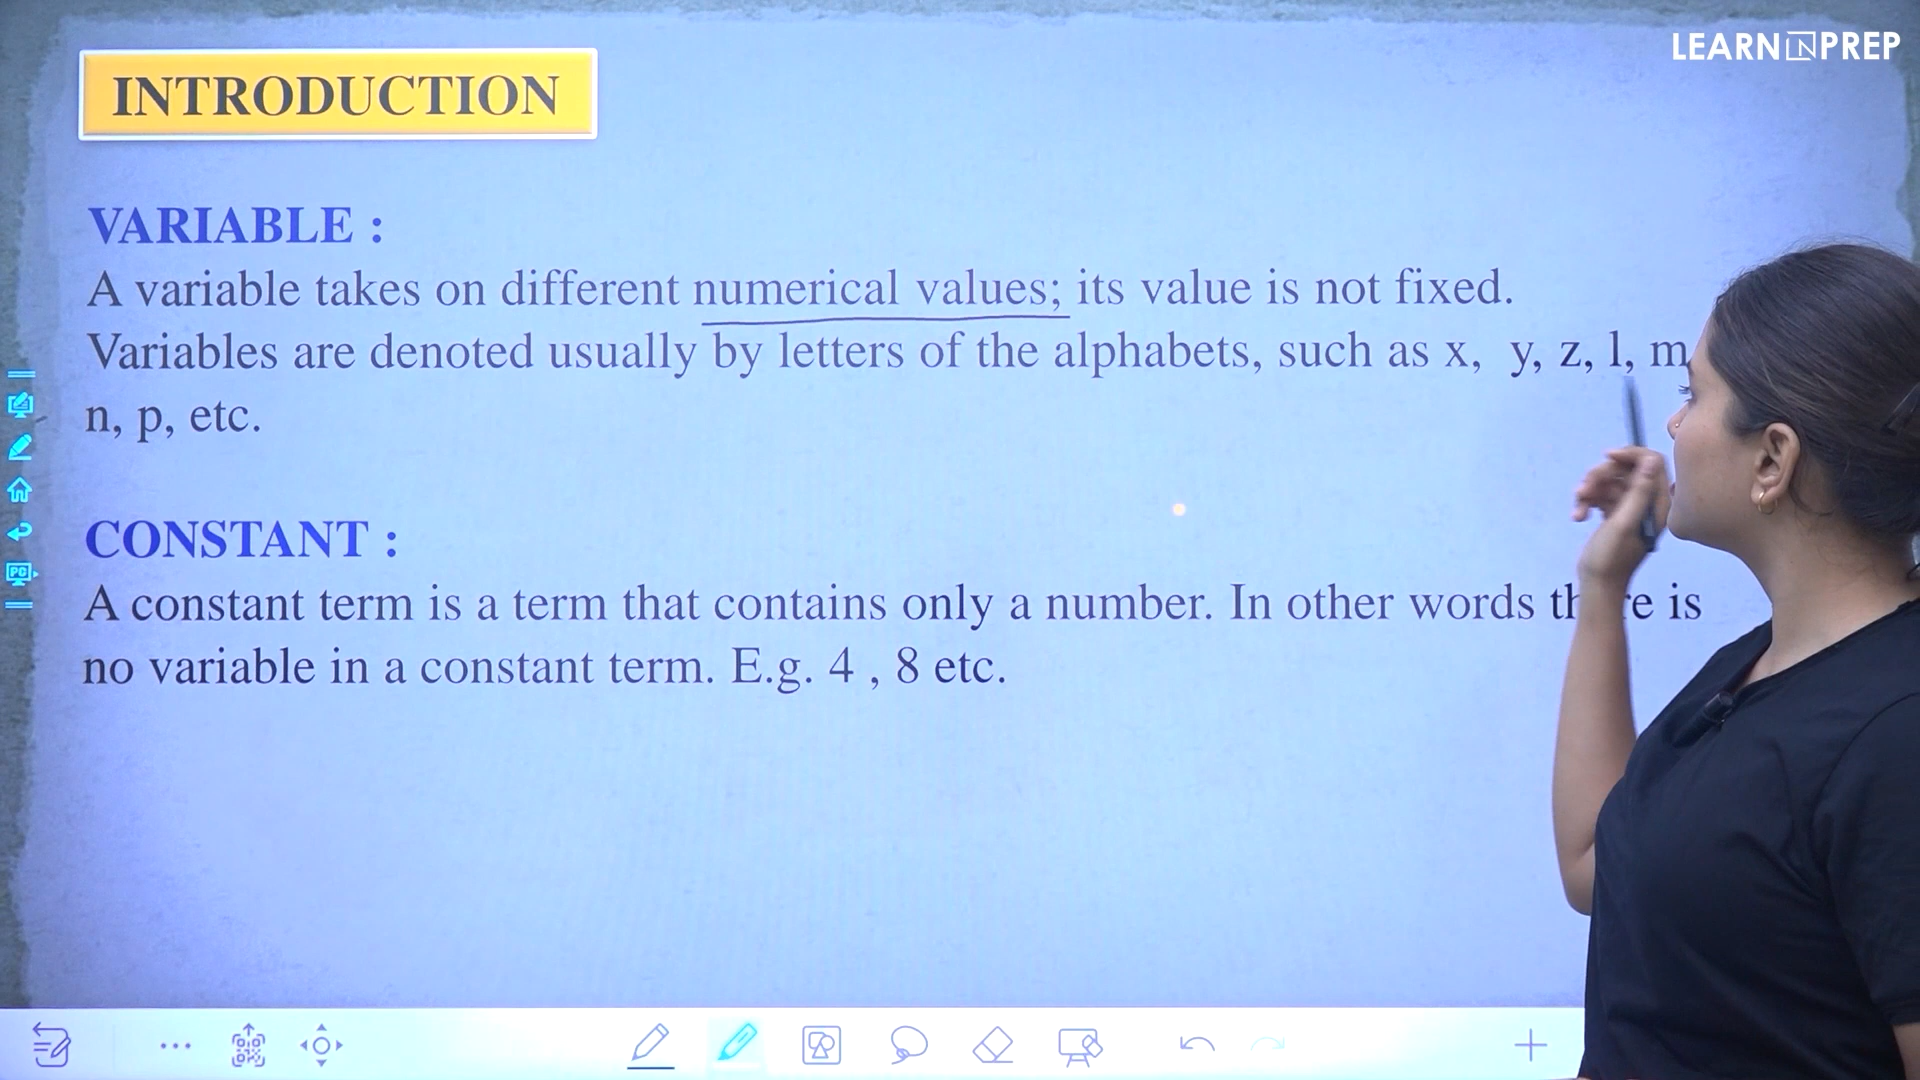 LEARN N PREP
INTRODUCTION
VARIABLE :
A variable takes on different numerical values; its value is not fixed.
Variables are denoted usually by letters of the alphabets, such as x, y, z, l, m
n, p, etc.
CONSTANT :
A constant term is a term that contains only a number. In other words is
no variable in a constant term. E.g. 4 , 8 etc.
PC